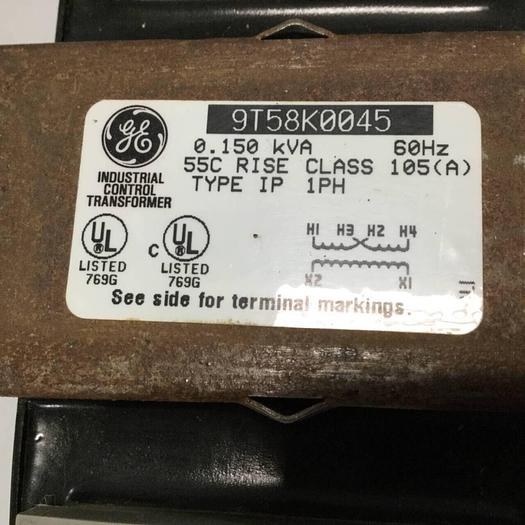 9T58K0045
GE
0.150 kVA 60Hz
55C RISE CLASS 105(A)
TYPE IP 1PH
INDUSTRIAL
CONTROL
TRANSFORMER
UL C UL
LISTED LISTED
769G 769G
H1 H3 H2 H4
X2 X1
See side for terminal markings.